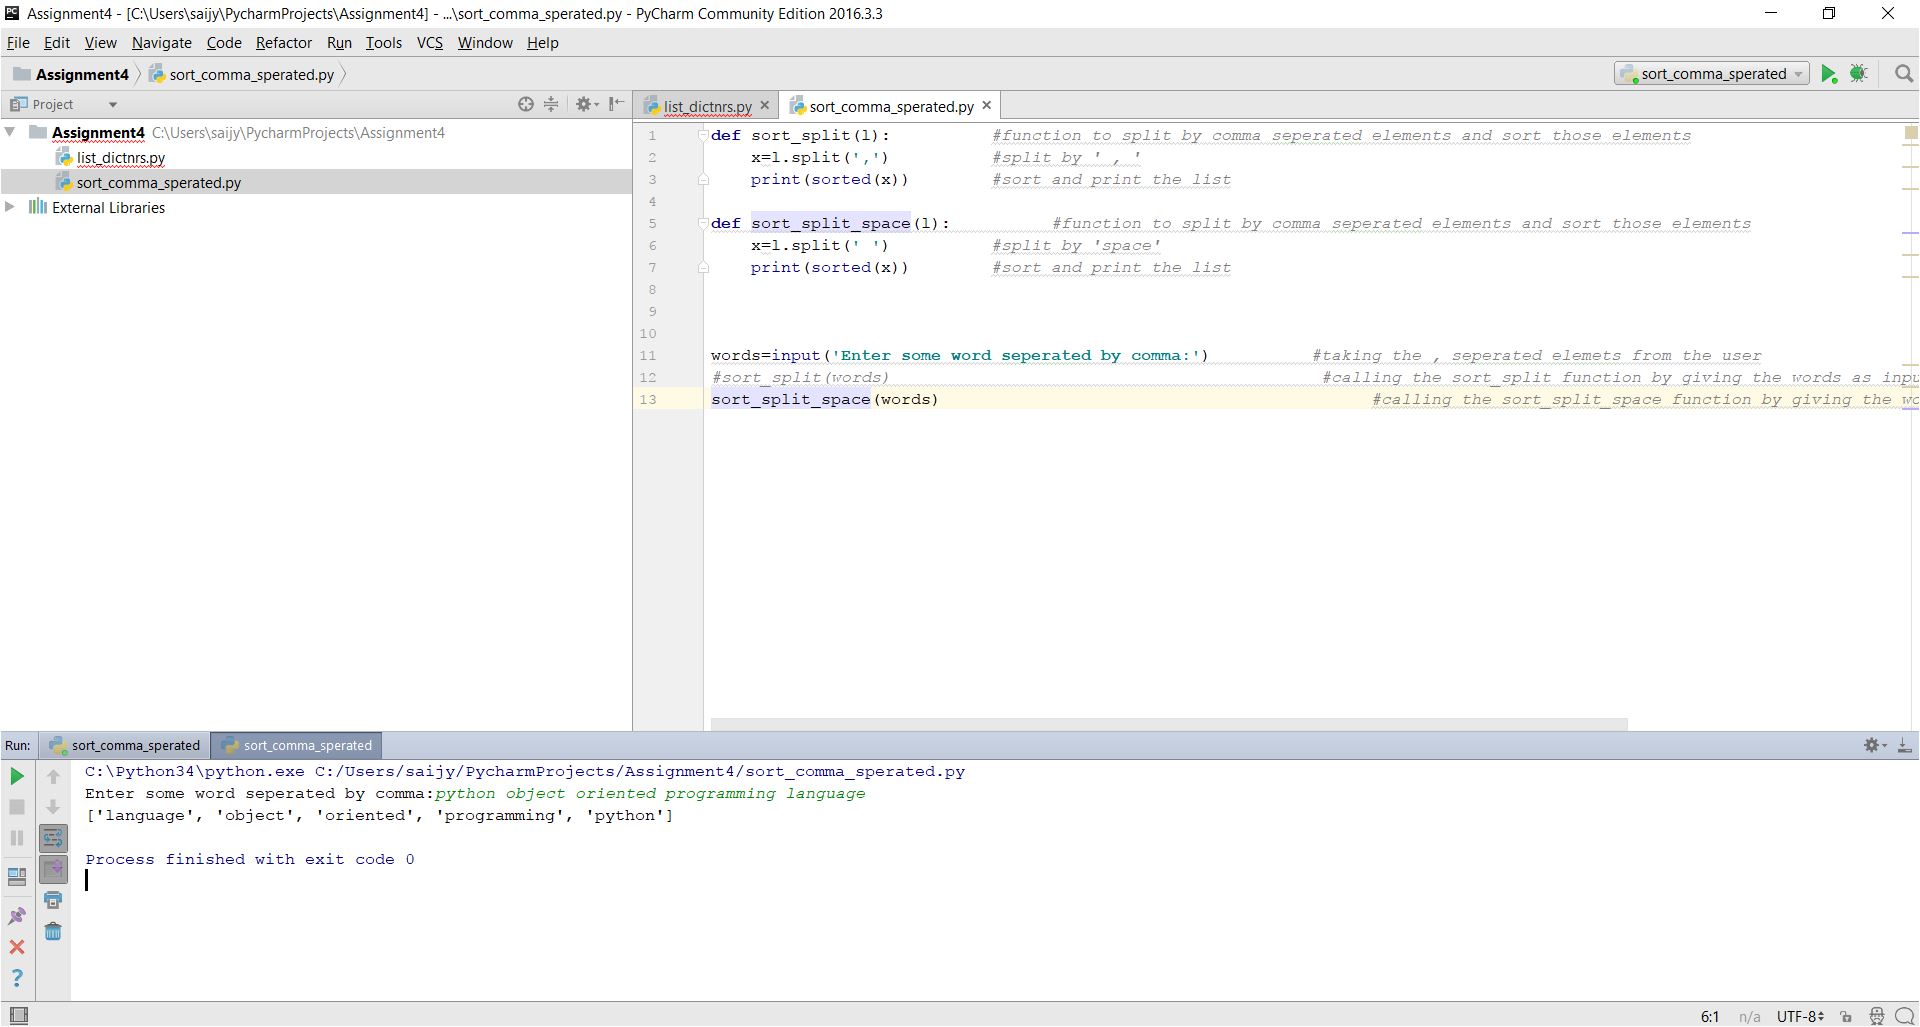 PC Assignment4 - [C:\Users\saijy\PycharmProjects\Assignment4] - ...\sort_comma_sperated.py - PyCharm Community Edition 2016.3.3
File Edit View Navigate Code Refactor Run Tools VCS Window Help
Assignment4 sort_comma_sperated.py sort_comma_sperated
Project list_dictnrs.py sort_comma_sperated.py
Assignment4 C:\Users\saijy\PycharmProjects\Assignment4
list_dictnrs.py
sort_comma_sperated.py
External Libraries
1 def sort_split(l): #function to split by comma seperated elements and sort those elements
2 x=l.split(',') #split by ' , '
3 print(sorted(x)) #sort and print the list
4
5 def sort_split_space(l): #function to split by comma seperated elements and sort those elements
6 x=l.split(' ') #split by 'space'
7 print(sorted(x)) #sort and print the list
8
9
10
11 words=input('Enter some word seperated by comma:') #taking the , seperated elemets from the user
12 #sort_split(words) #calling the sort_split function by giving the words as inpu
13 sort_split_space(words) #calling the sort_split_space function by giving the wo
Run: sort_comma_sperated sort_comma_sperated
C:\Python34\python.exe C:/Users/saijy/PycharmProjects/Assignment4/sort_comma_sperated.py
Enter some word seperated by comma:python object oriented programming language
['language', 'object', 'oriented', 'programming', 'python']
Process finished with exit code 0
6:1 n/a UTF-8